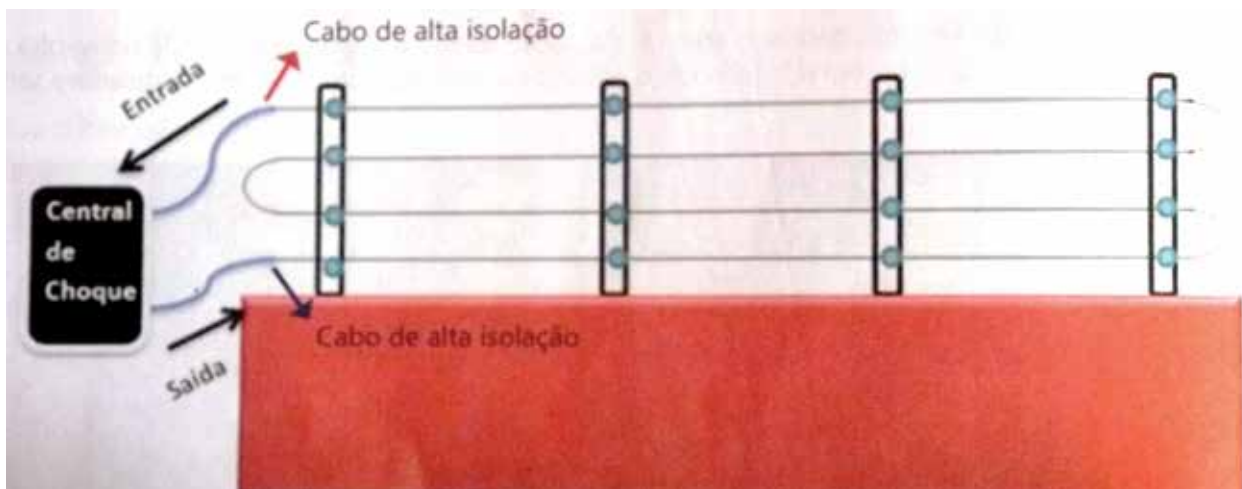 Cabo de alta isolação
Entrada
Central
de
Choque
Cabo de alta isolação
Saída